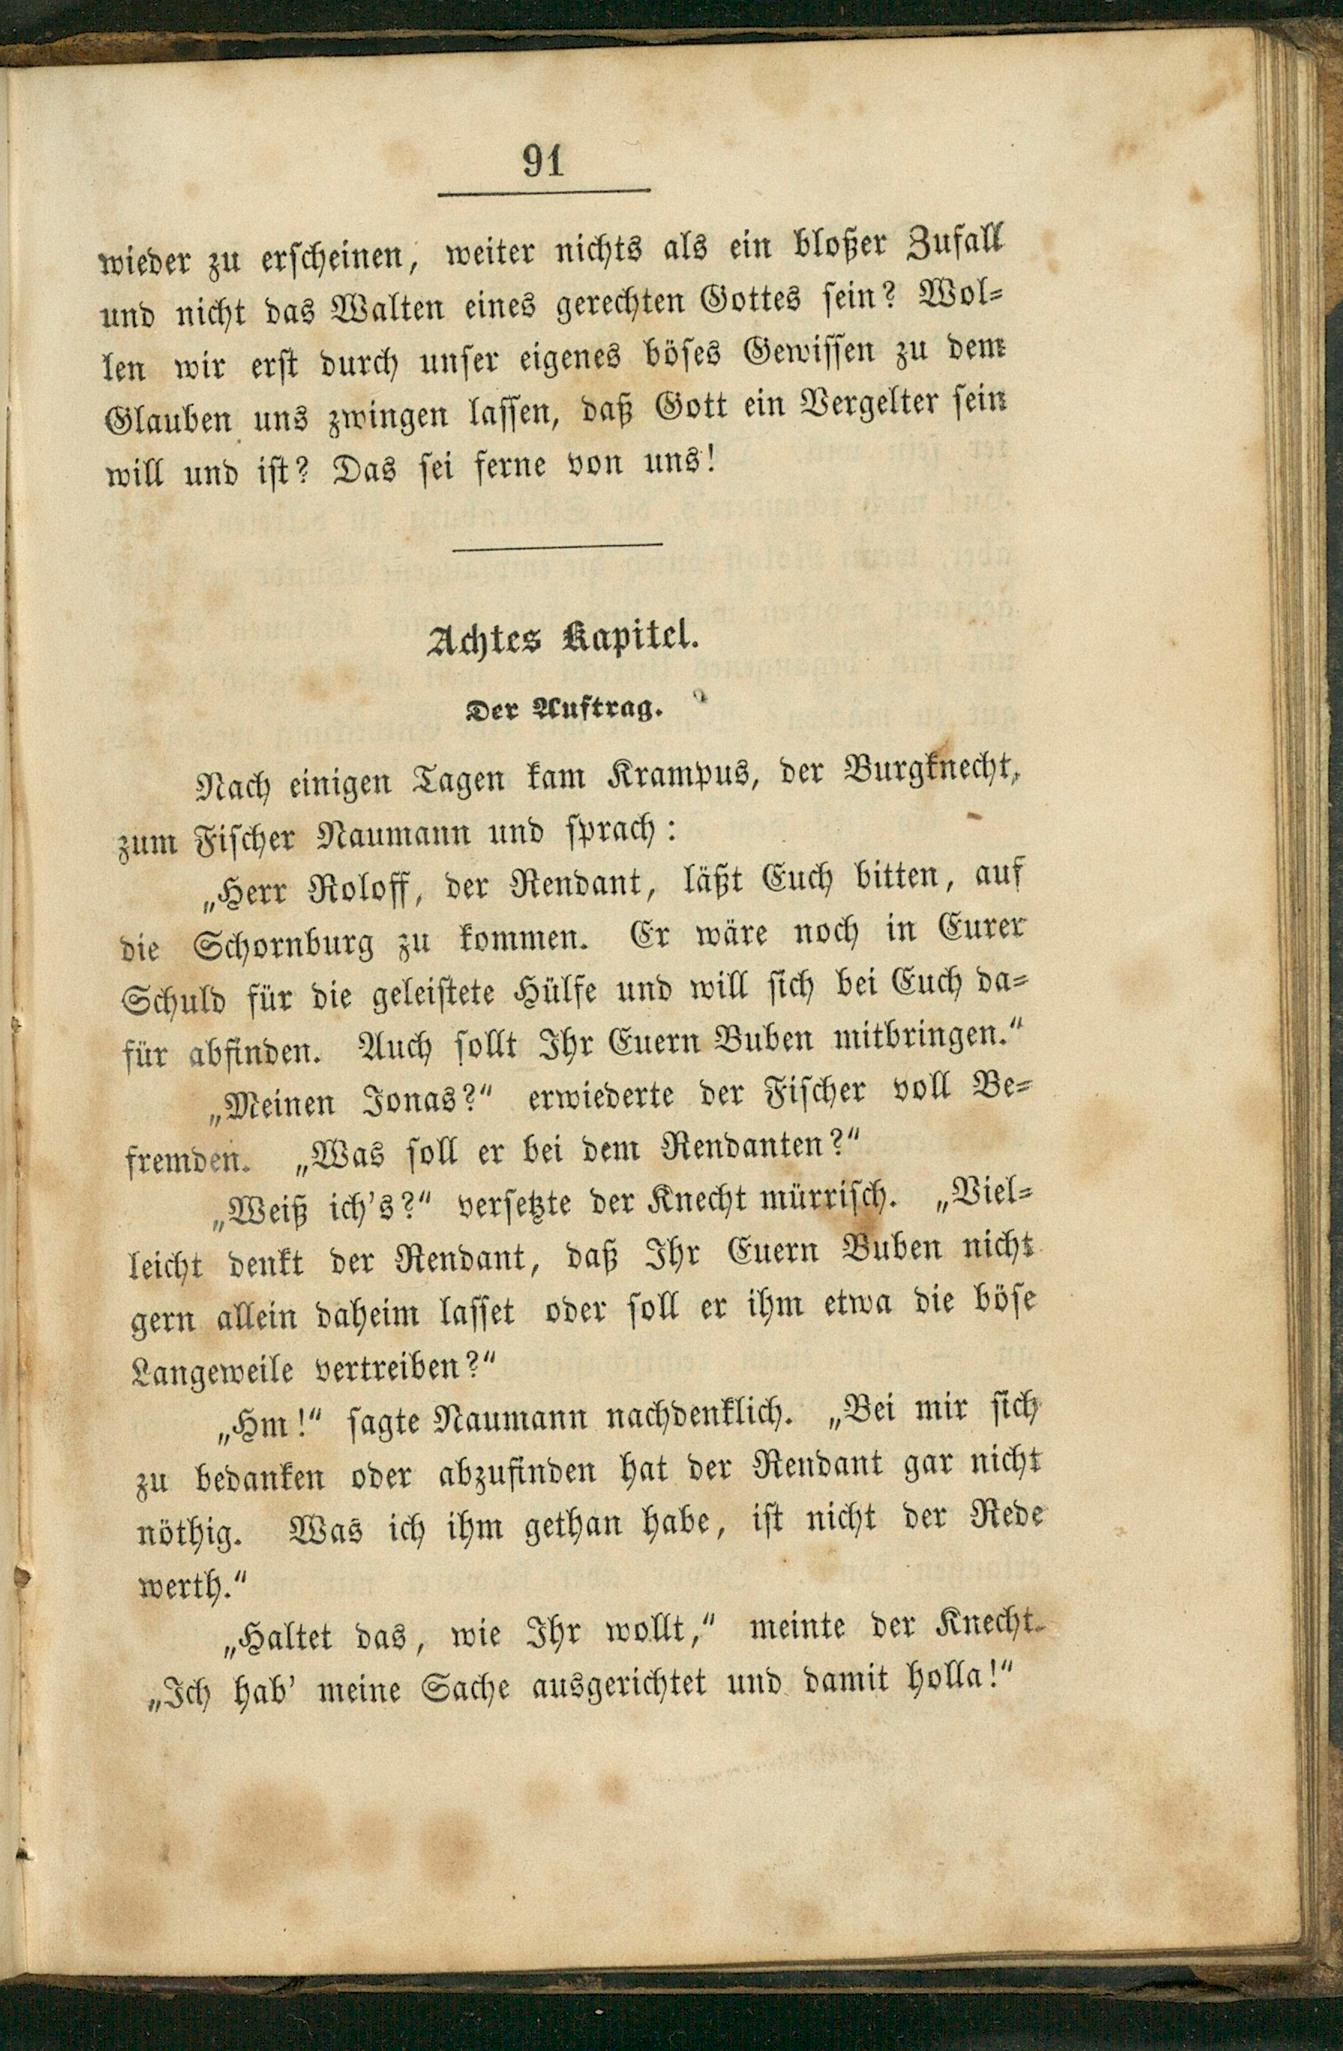 91
wieder zu erscheinen, weiter nichts als ein bloßer Zufall
und nicht das Walten eines gerechten Gottes sein? Wol=
len wir erst durch unser eigenes böses Gewissen zu dem
Glauben uns zwingen lassen, daß Gott ein Vergelter sein
will und ist? Das sei ferne von uns!
Achtes Kapitel.
Der Auftrag.
Nach einigen Tagen kam Krampus, der Burgknecht,
zum Fischer Naumann und sprach:
„Herr Roloff, der Rendant, läßt Euch bitten, auf
die Schornburg zu kommen. Er wäre noch in Eurer
Schuld für die geleistete Hülfe und will sich bei Euch da=
für abfinden. Auch sollt Ihr Euern Buben mitbringen.“
„Meinen Jonas?“ erwiederte der Fischer voll Be=
fremden. „Was soll er bei dem Rendanten?“
„Weiß ich's?“ versetzte der Knecht mürrisch. „Viel=
leicht denkt der Rendant, daß Ihr Euern Buben nicht
gern allein daheim lasset oder soll er ihm etwa die böse
Langeweile vertreiben?“
„Hm!“ sagte Naumann nachdenklich. „Bei mir sich
zu bedanken oder abzufinden hat der Rendant gar nicht
nöthig. Was ich ihm gethan habe, ist nicht der Rede
werth.“
„Haltet das, wie Ihr wollt,“ meinte der Knecht.
„Ich hab' meine Sache ausgerichtet und damit holla!“